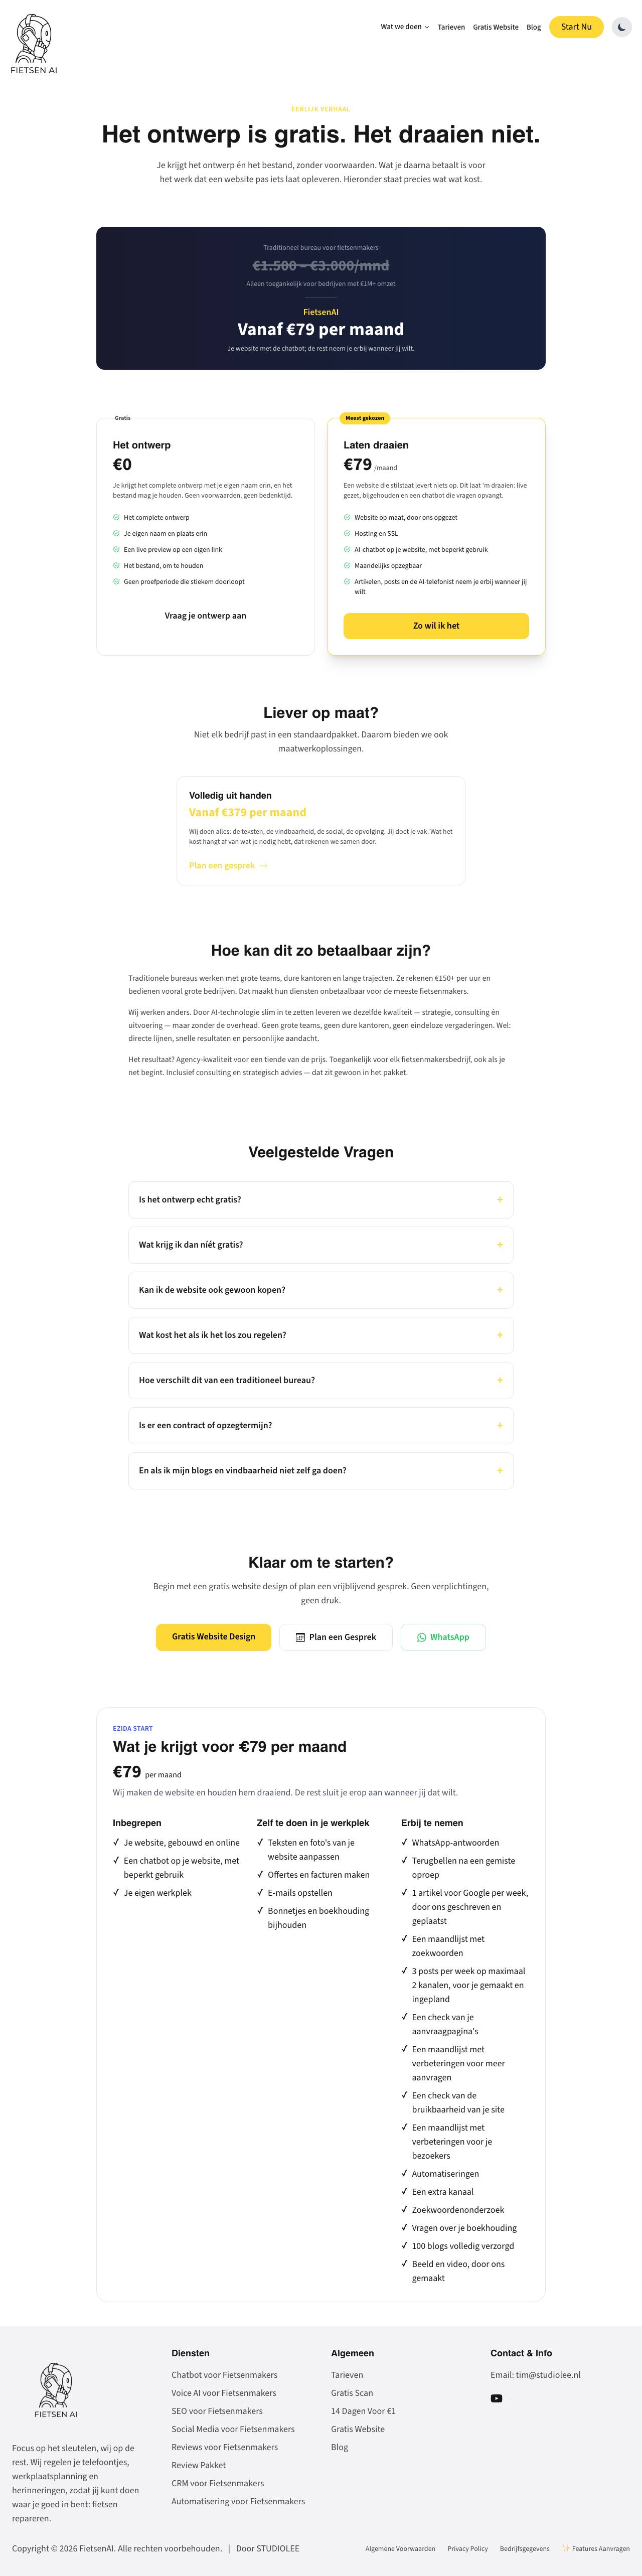 FIETSEN AI
Wat we doen
Tarieven
Gratis Website
Blog
Start Nu
EERLIJK VERHAAL
Het ontwerp is gratis. Het draaien niet.
Je krijgt het ontwerp én het bestand, zonder voorwaarden. Wat je daarna betaalt is voor
het werk dat een website pas iets laat opleveren. Hieronder staat precies wat wat kost.
Traditioneel bureau voor fietsenmakers
€1.500 – €3.000/mnd
Alleen toegankelijk voor bedrijven met €1M+ omzet
FietsenAI
Vanaf €79 per maand
Je website met de chatbot; de rest neem je erbij wanneer jij wilt.
Gratis
Het ontwerp
€0
Je krijgt het complete ontwerp met je eigen naam erin, en het
bestand mag je houden. Geen voorwaarden, geen bedenktijd.
Het complete ontwerp
Je eigen naam en plaats erin
Een live preview op een eigen link
Het bestand, om te houden
Geen proefperiode die stiekem doorloopt
Vraag je ontwerp aan
Meest gekozen
Laten draaien
€79 /maand
Een website die stilstaat levert niets op. Dit laat 'm draaien: live
gezet, bijgehouden en een chatbot die vragen opvangt.
Website op maat, door ons opgezet
Hosting en SSL
AI-chatbot op je website, met beperkt gebruik
Maandelijks opzegbaar
Artikelen, posts en de AI-telefonist neem je erbij wanneer jij
wilt
Zo wil ik het
Liever op maat?
Niet elk bedrijf past in een standaardpakket. Daarom bieden we ook
maatwerkoplossingen.
Volledig uit handen
Vanaf €379 per maand
Wij doen alles: de teksten, de vindbaarheid, de social, de opvolging. Jij doet je vak. Wat het
kost hangt af van wat je nodig hebt, dat rekenen we samen door.
Plan een gesprek →
Hoe kan dit zo betaalbaar zijn?
Traditionele bureaus werken met grote teams, dure kantoren en lange trajecten. Ze rekenen €150+ per uur en
bedienen vooral grote bedrijven. Dat maakt hun diensten onbetaalbaar voor de meeste fietsenmakers.
Wij werken anders. Door AI-technologie slim in te zetten leveren we dezelfde kwaliteit — strategie, consulting én
uitvoering — maar zonder de overhead. Geen grote teams, geen dure kantoren, geen eindeloze vergaderingen. Wel:
directe lijnen, snelle resultaten en persoonlijke aandacht.
Het resultaat? Agency-kwaliteit voor een tiende van de prijs. Toegankelijk voor elk fietsenmakersbedrijf, ook als je
net begint. Inclusief consulting en strategisch advies — dat zit gewoon in het pakket.
Veelgestelde Vragen
Is het ontwerp echt gratis? +
Wat krijg ik dan níét gratis? +
Kan ik de website ook gewoon kopen? +
Wat kost het als ik het los zou regelen? +
Hoe verschilt dit van een traditioneel bureau? +
Is er een contract of opzegtermijn? +
En als ik mijn blogs en vindbaarheid niet zelf ga doen? +
Klaar om te starten?
Begin met een gratis website design of plan een vrijblijvend gesprek. Geen verplichtingen,
geen druk.
Gratis Website Design
Plan een Gesprek
WhatsApp
EZIDA START
Wat je krijgt voor €79 per maand
€79 per maand
Wij maken de website en houden hem draaiend. De rest sluit je erop aan wanneer jij dat wilt.
Inbegrepen
✓ Je website, gebouwd en online
✓ Een chatbot op je website, met
beperkt gebruik
✓ Je eigen werkplek
Zelf te doen in je werkplek
✓ Teksten en foto's van je
website aanpassen
✓ Offertes en facturen maken
✓ E-mails opstellen
✓ Bonnetjes en boekhouding
bijhouden
Erbij te nemen
✓ WhatsApp-antwoorden
✓ Terugbellen na een gemiste
oproep
✓ 1 artikel voor Google per week,
door ons geschreven en
geplaatst
✓ Een maandlijst met
zoekwoorden
✓ 3 posts per week op maximaal
2 kanalen, voor je gemaakt en
ingepland
✓ Een check van je
aanvraagpagina's
✓ Een maandlijst met
verbeteringen voor meer
aanvragen
✓ Een check van de
bruikbaarheid van je site
✓ Een maandlijst met
verbeteringen voor je
bezoekers
✓ Automatiseringen
✓ Een extra kanaal
✓ Zoekwoordenonderzoek
✓ Vragen over je boekhouding
✓ 100 blogs volledig verzorgd
✓ Beeld en video, door ons
gemaakt
FIETSEN AI
Focus op het sleutelen, wij op de
rest. Wij regelen je telefoontjes,
werkplaatsplanning en
herinneringen, zodat jij kunt doen
waar je goed in bent: fietsen
repareren.
Diensten
Chatbot voor Fietsenmakers
Voice AI voor Fietsenmakers
SEO voor Fietsenmakers
Social Media voor Fietsenmakers
Reviews voor Fietsenmakers
Review Pakket
CRM voor Fietsenmakers
Automatisering voor Fietsenmakers
Algemeen
Tarieven
Gratis Scan
14 Dagen Voor €1
Gratis Website
Blog
Contact & Info
Email: tim@studiolee.nl
Copyright © 2026 FietsenAI. Alle rechten voorbehouden. | Door STUDIOLEE
Algemene Voorwaarden
Privacy Policy
Bedrijfsgegevens
✨ Features Aanvragen